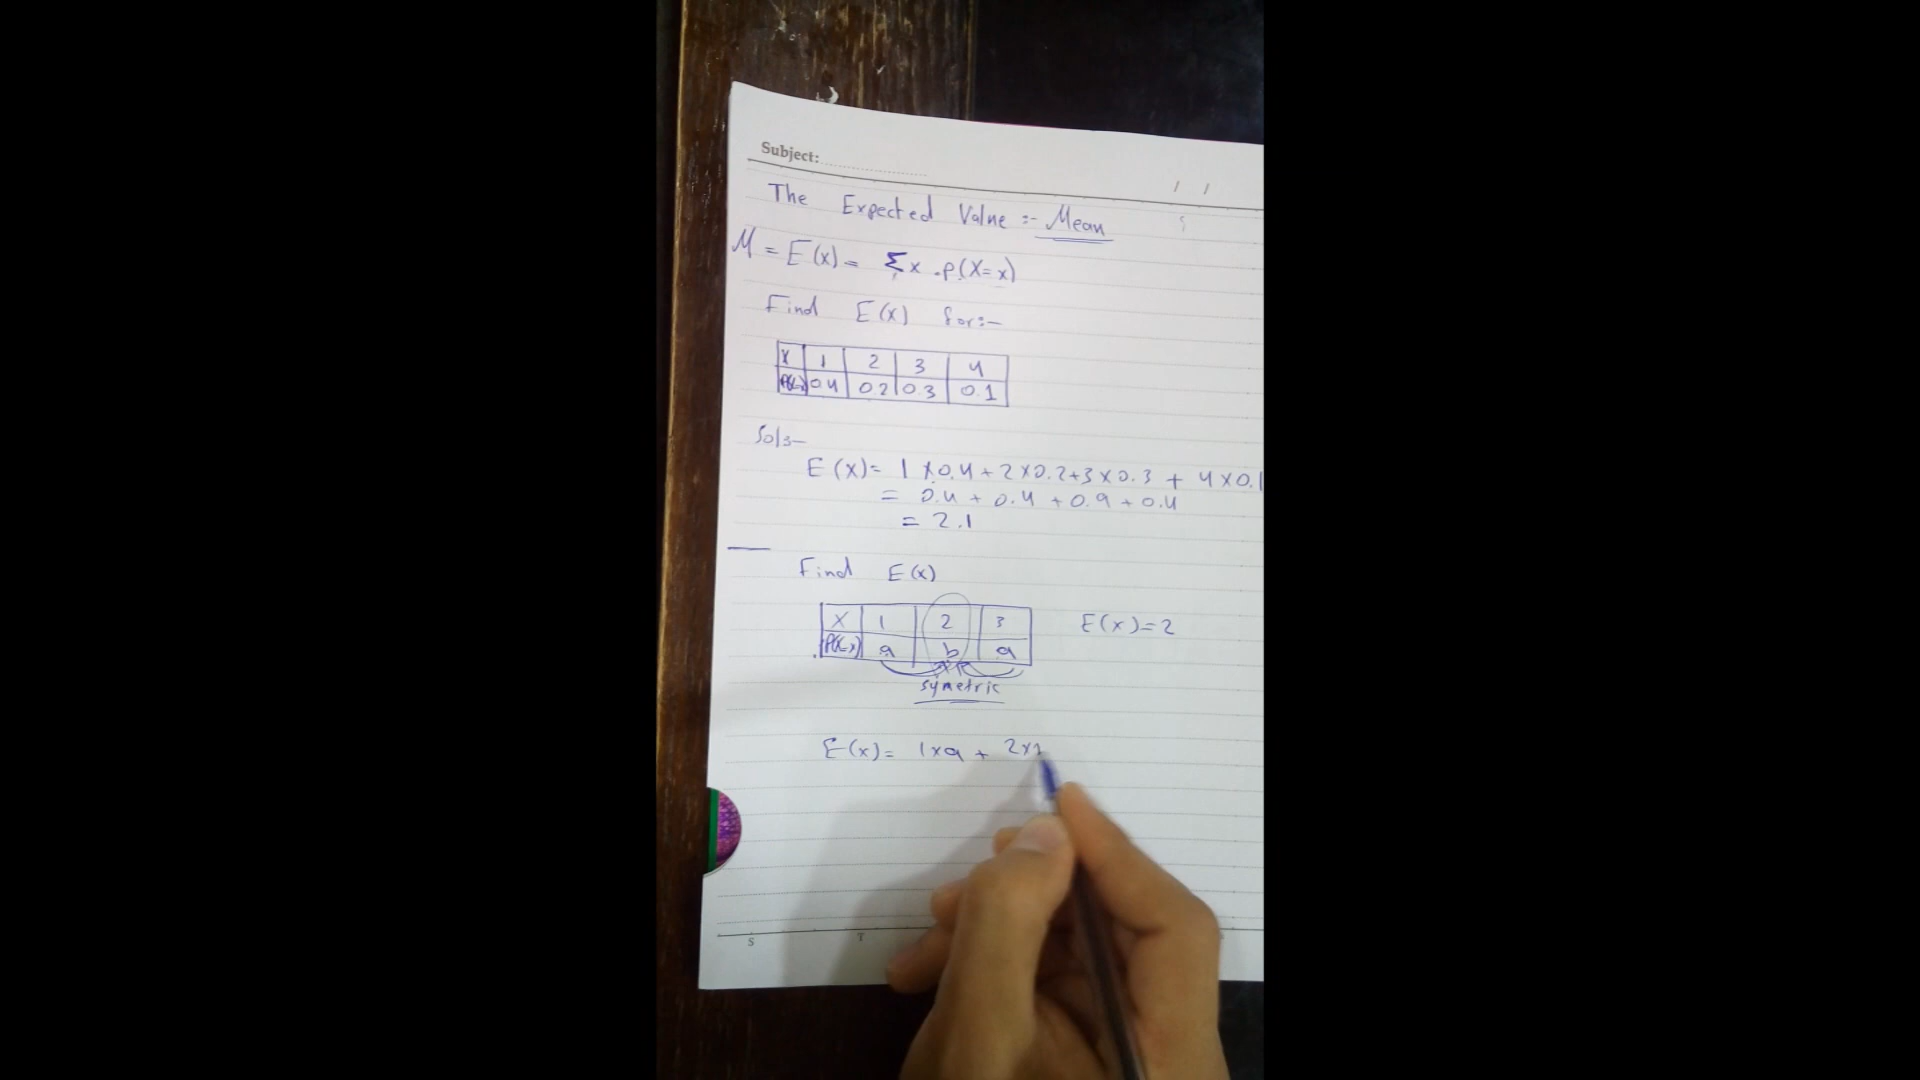 Subject:
/ /
The Expected Value :- Mean
M = E(x) = Σx .p(X=x)
Find E(x) for:-
X 1 2 3 4
0.4 0.2 0.3 0.1
Sol:-
E(x)= 1×0.4+2×0.2+3×0.3 + 4×0.1
= 0.4 + 0.4 + 0.9 + 0.4
= 2.1
Find E(x)
X 1 2 3 E(x)=2
P(X=x) a b a
symetric
E(x)= 1×a + 2×
S T